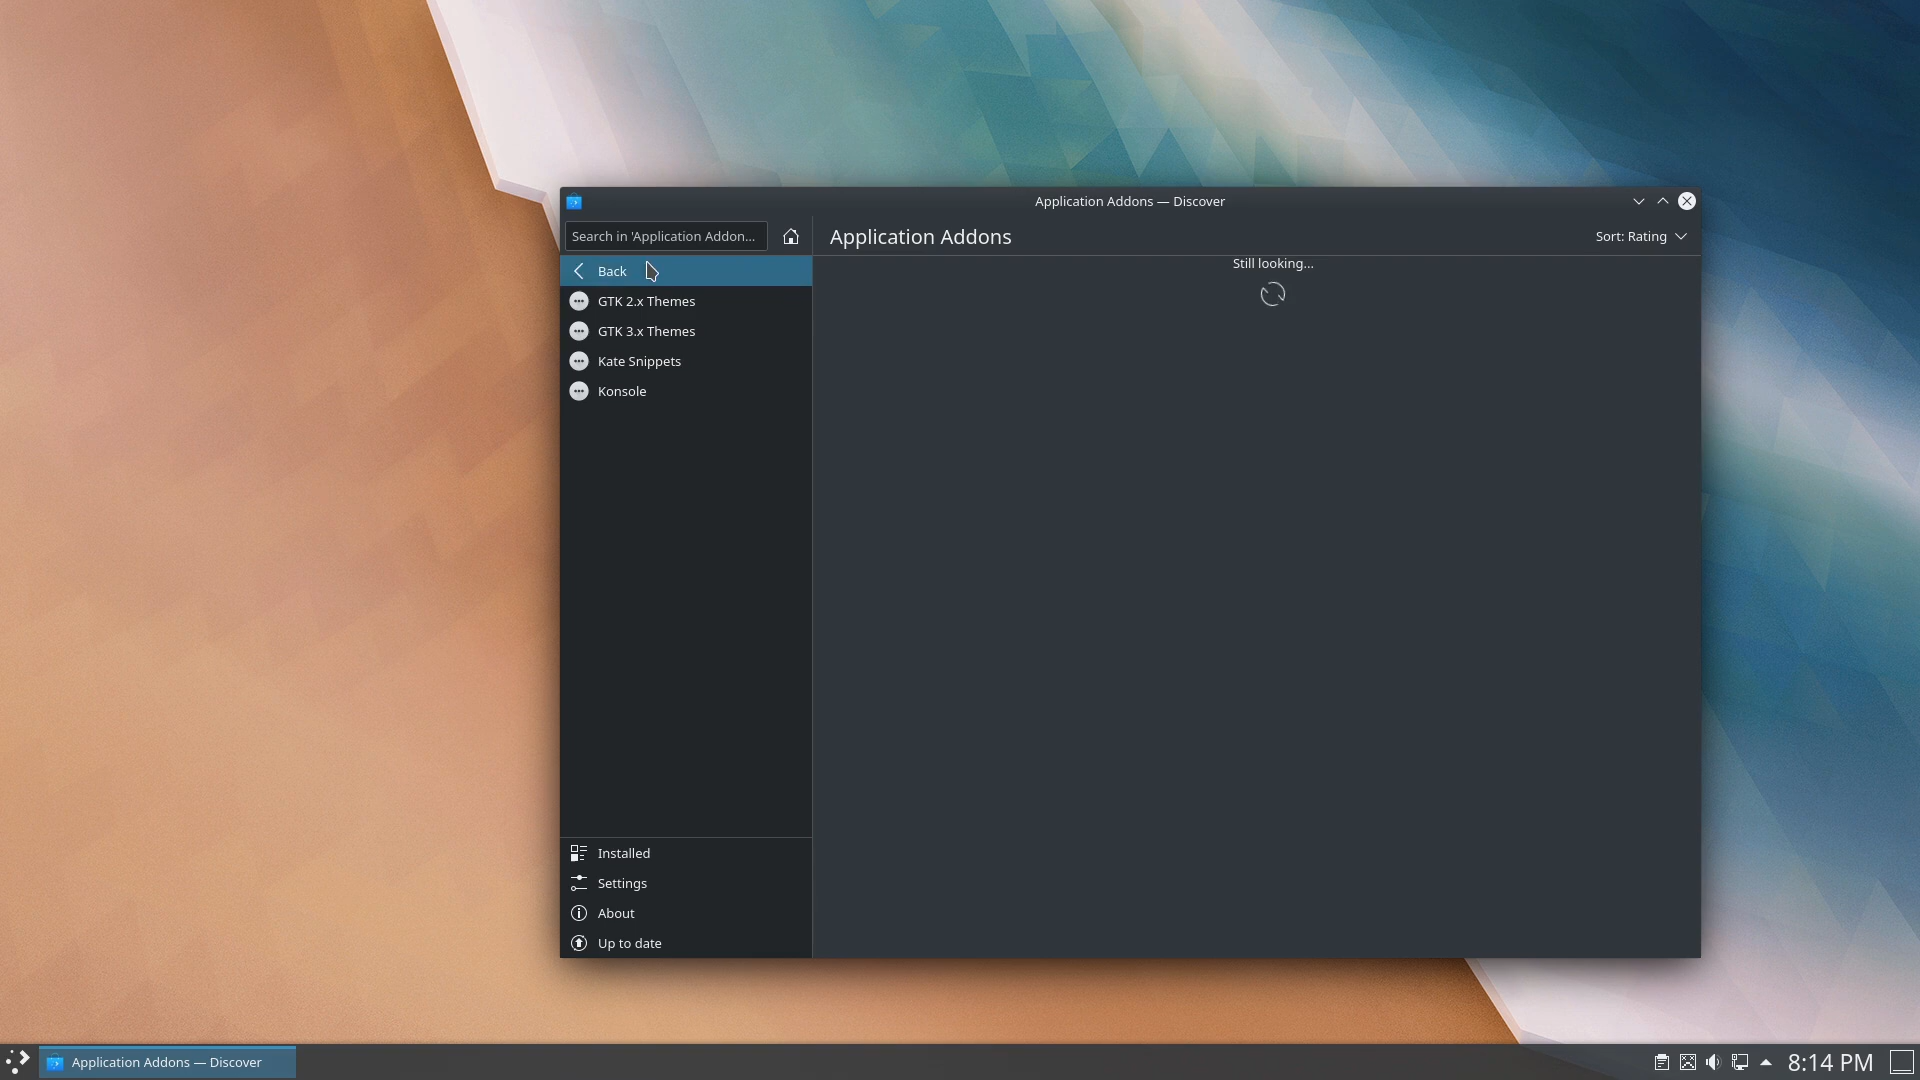 Application Addons — Discover
Search in 'Application Addon...
Application Addons
Sort: Rating
Back
Still looking...
GTK 2.x Themes
GTK 3.x Themes
Kate Snippets
Konsole
Installed
Settings
About
Up to date
Application Addons — Discover
8:14 PM